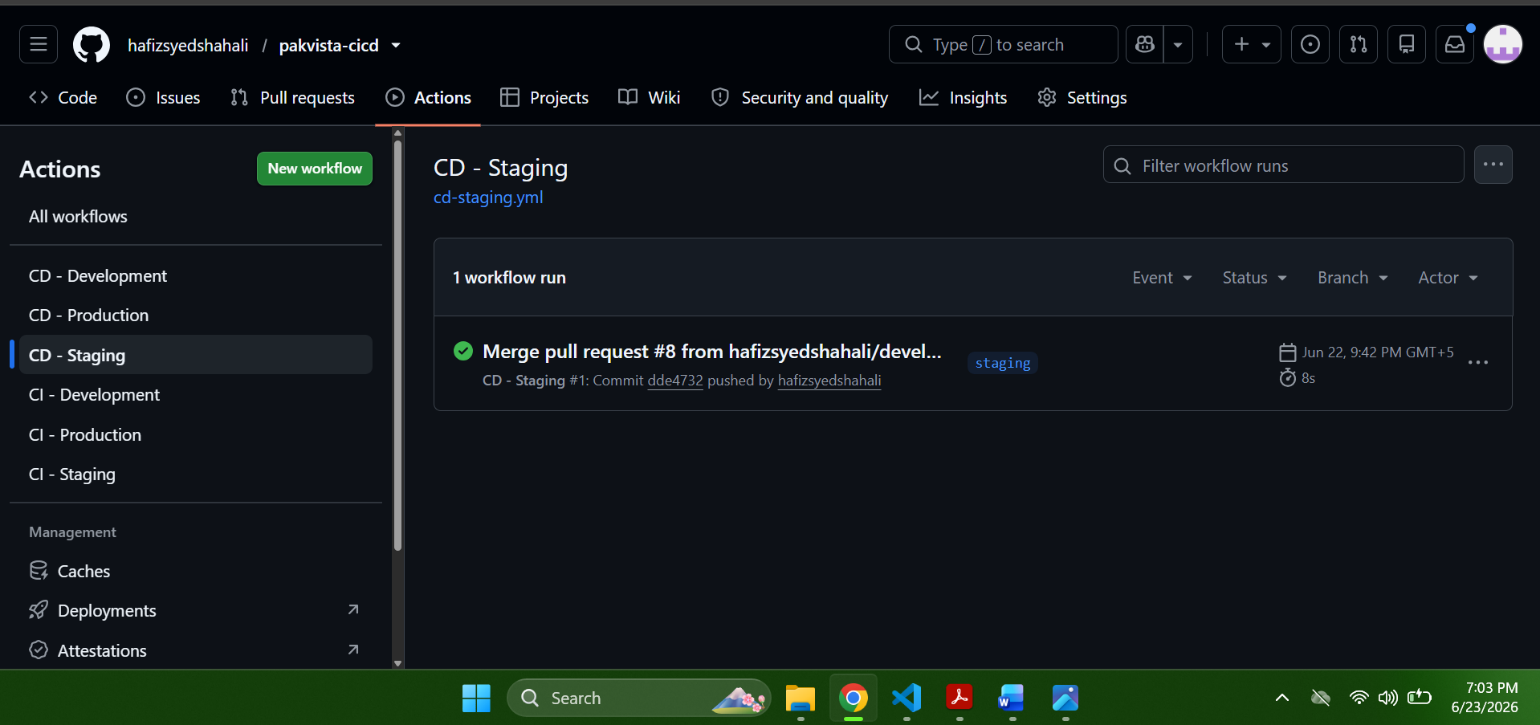 hafizsyedshahali / pakvista-cicd
Type / to search
Code
Issues
Pull requests
Actions
Projects
Wiki
Security and quality
Insights
Settings
Actions
New workflow
All workflows
CD - Development
CD - Production
CD - Staging
CI - Development
CI - Production
CI - Staging
Management
Caches
Deployments
Attestations
CD - Staging
cd-staging.yml
Filter workflow runs
1 workflow run
Event
Status
Branch
Actor
Merge pull request #8 from hafizsyedshahali/devel...
CD - Staging #1: Commit dde4732 pushed by hafizsyedshahali
staging
Jun 22, 9:42 PM GMT+5
8s
Search
7:03 PM
6/23/2026